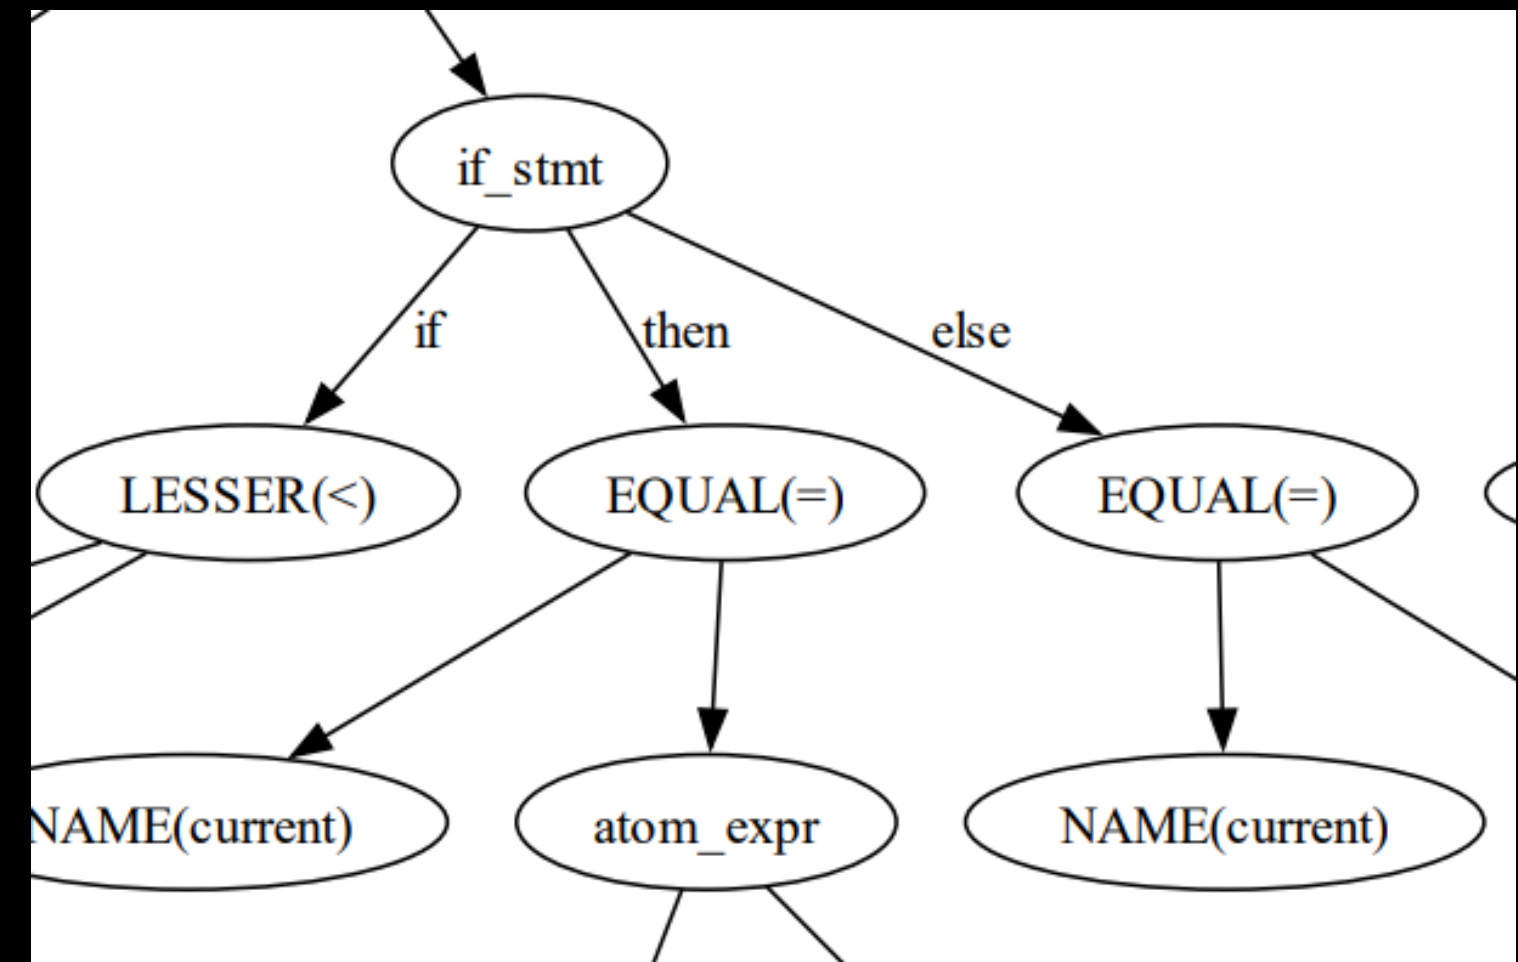 if_stmt
if
then
else
LESSER(<)
EQUAL(=)
EQUAL(=)
NAME(current)
atom_expr
NAME(current)